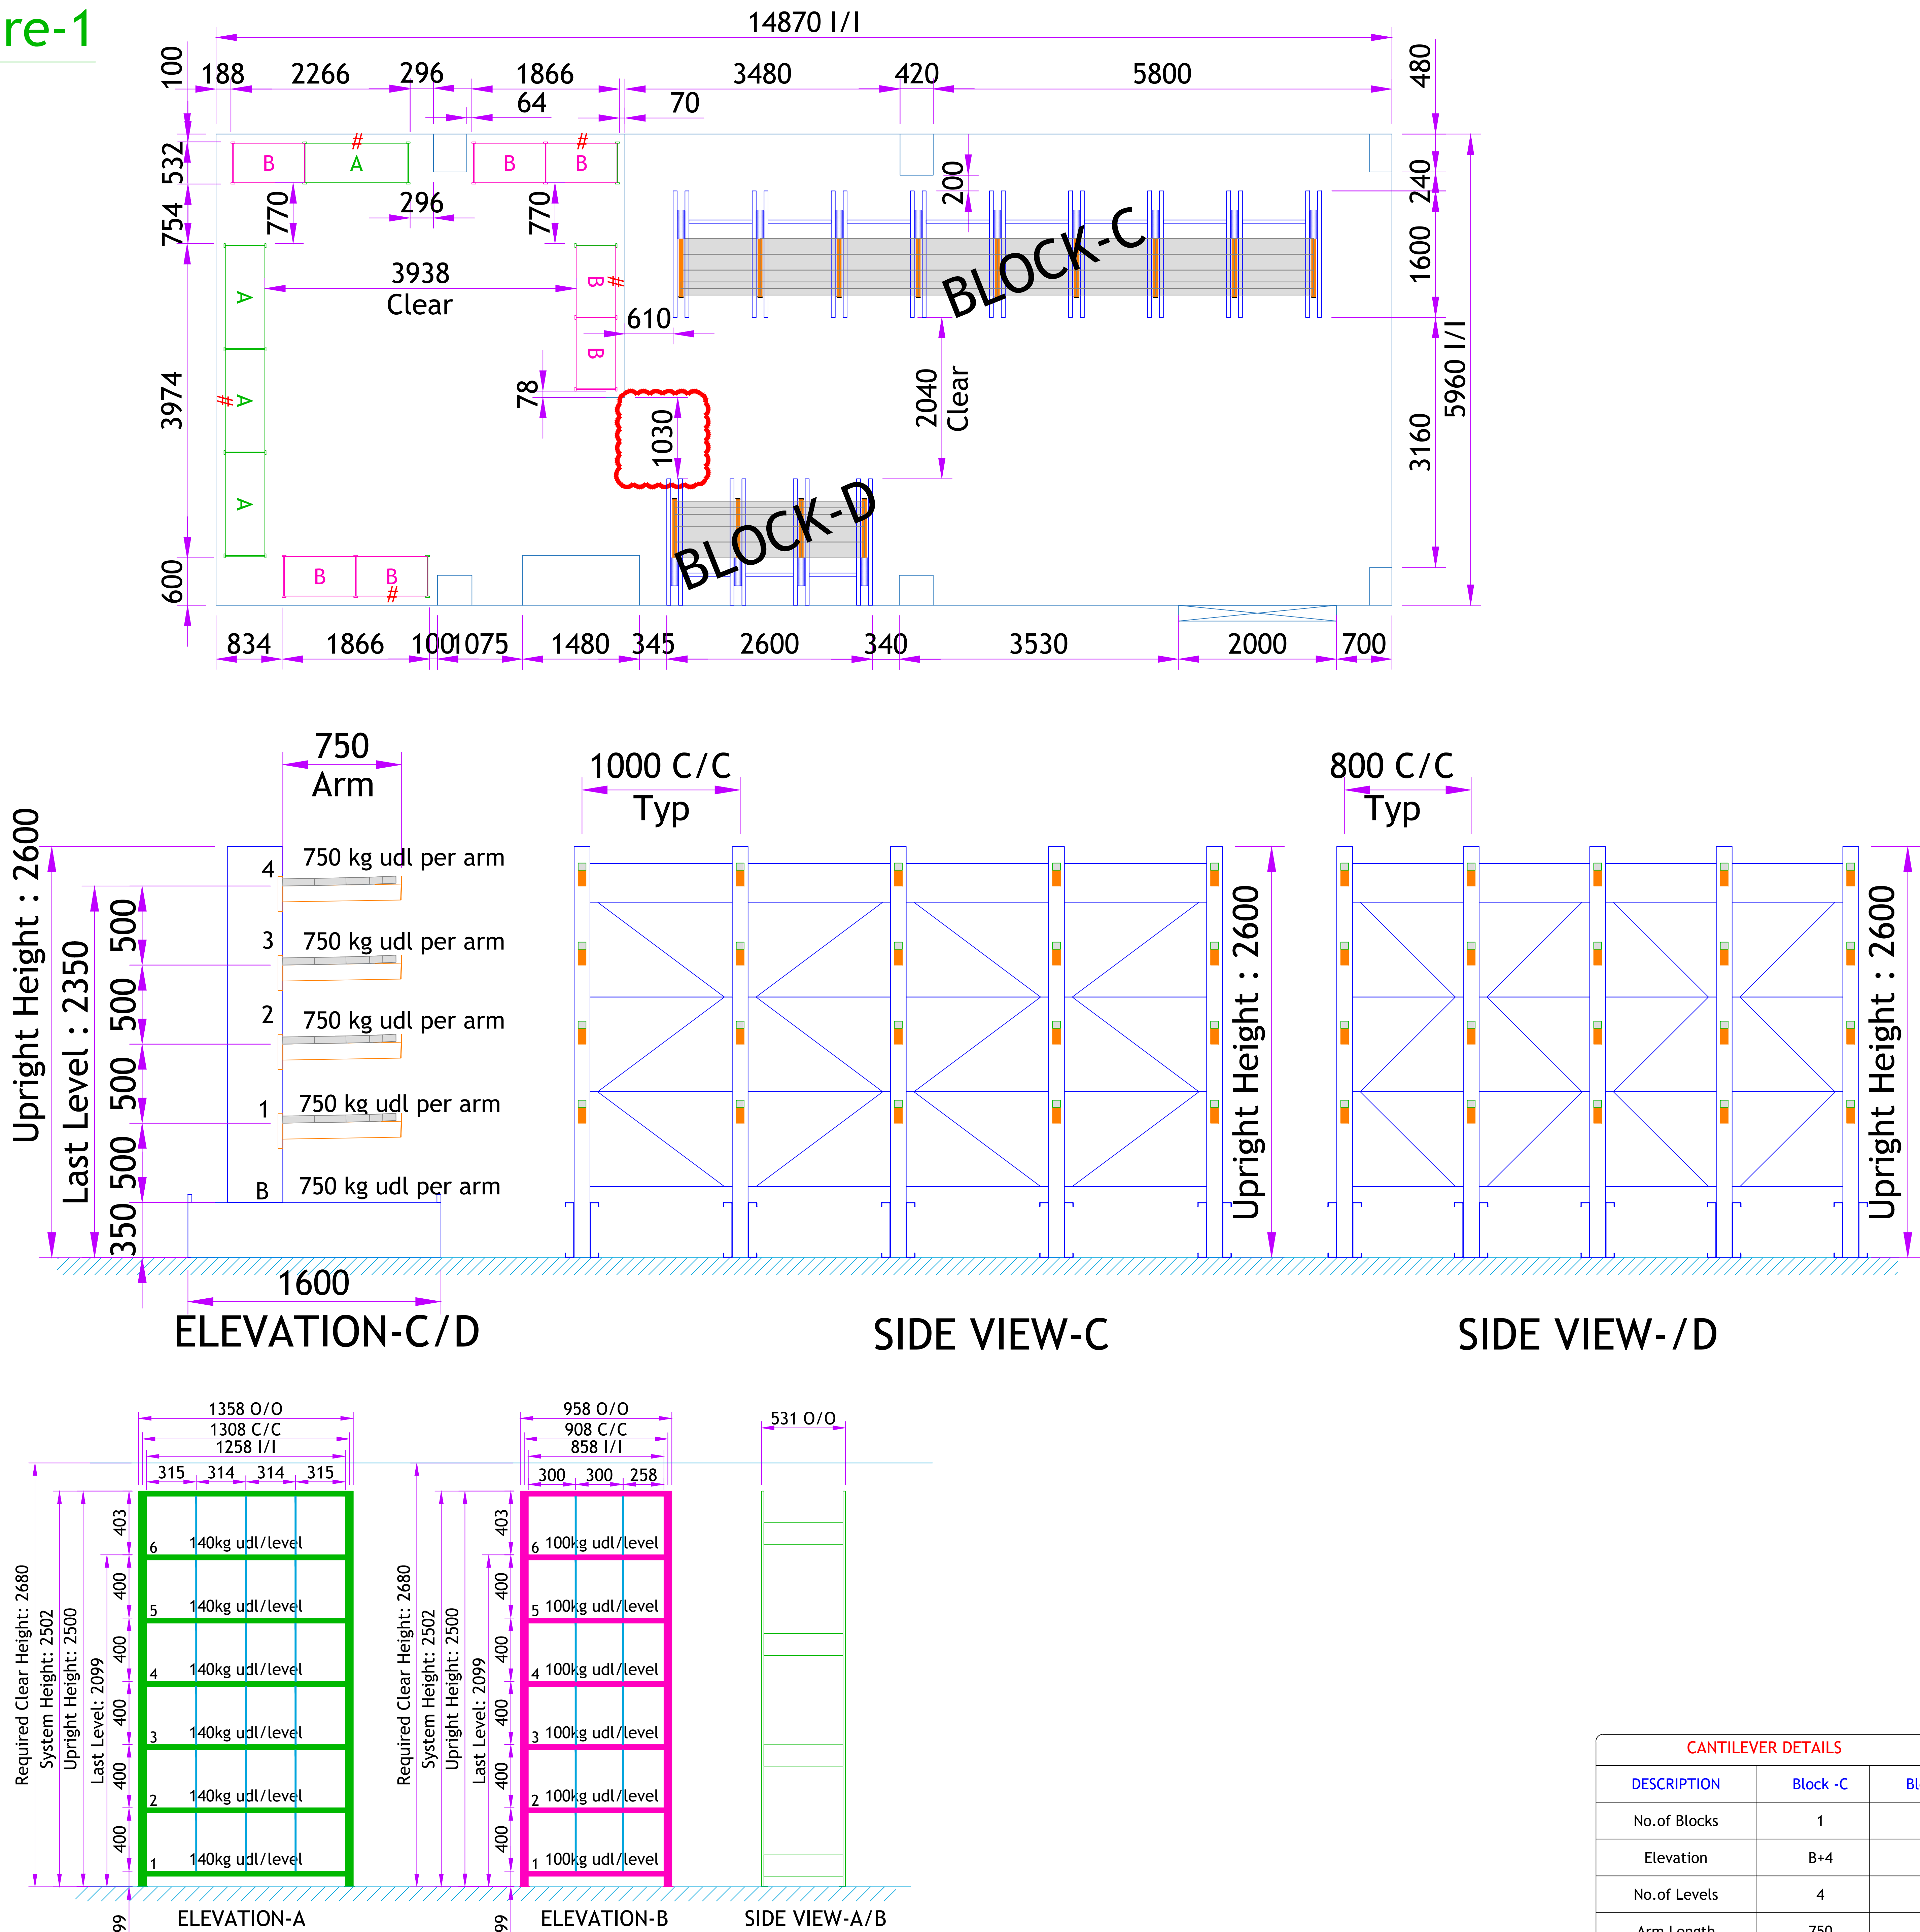 re-1
14870 I/I
100
188
2266
296
1866
3480
420
5800
480
64
70
#
#
532
B
A
B
B
200
240
754
770
296
770
BLOCK-C
1600
3938
Clear
A
B
#
610
B
5960 I/I
3974
#
A
78
1030
2040
Clear
3160
A
BLOCK-D
600
B
B
#
834
1866
100
1075
1480
345
2600
340
3530
2000
700
750
Arm
1000 C/C
Typ
800 C/C
Typ
Upright Height : 2600
Last Level : 2350
500
500
500
500
350
4
750 kg udl per arm
3
750 kg udl per arm
2
750 kg udl per arm
1
750 kg udl per arm
B
750 kg udl per arm
1600
Upright Height : 2600
Upright Height : 2600
ELEVATION-C/D
SIDE VIEW-C
SIDE VIEW-/D
1358 O/O
1308 C/C
1258 I/I
315
314
314
315
Required Clear Height: 2680
System Height: 2502
Upright Height: 2500
Last Level: 2099
403
400
400
400
400
400
99
6
140kg udl/level
5
140kg udl/level
4
140kg udl/level
3
140kg udl/level
2
140kg udl/level
1
140kg udl/level
ELEVATION-A
958 O/O
908 C/C
858 I/I
300
300
258
Required Clear Height: 2680
System Height: 2502
Upright Height: 2500
Last Level: 2099
403
400
400
400
400
400
99
6
100kg udl/level
5
100kg udl/level
4
100kg udl/level
3
100kg udl/level
2
100kg udl/level
1
100kg udl/level
ELEVATION-B
531 O/O
SIDE VIEW-A/B
CANTILEVER DETAILS
DESCRIPTION
Block -C
No.of Blocks
1
Elevation
B+4
No.of Levels
4
Arm Length
750